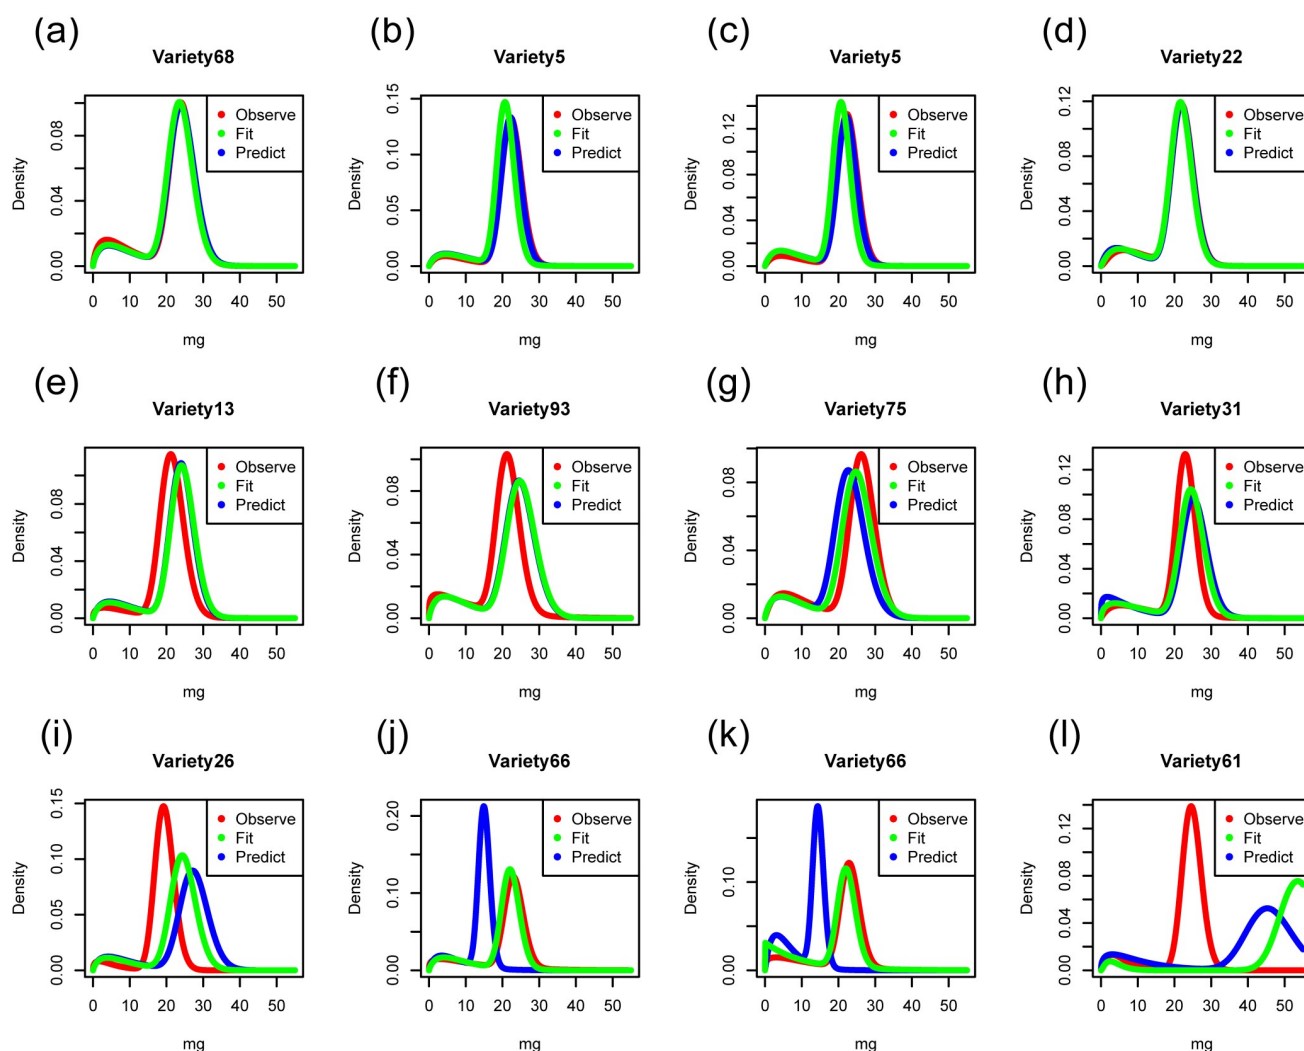 (a) (b) (c) (d)
Variety68 Variety5 Variety5 Variety22
Density 0.00 0.04 0.08 Observe Fit Predict 0 10 20 30 40 50 mg
Density 0.00 0.05 0.10 0.15 Observe Fit Predict 0 10 20 30 40 50 mg
Density 0.00 0.04 0.08 0.12 Observe Fit Predict 0 10 20 30 40 50 mg
Density 0.00 0.04 0.08 0.12 Observe Fit Predict 0 10 20 30 40 50 mg
(e) (f) (g) (h)
Variety13 Variety93 Variety75 Variety31
Density 0.00 0.04 0.08 Observe Fit Predict 0 10 20 30 40 50 mg
Density 0.00 0.04 0.08 Observe Fit Predict 0 10 20 30 40 50 mg
Density 0.00 0.04 0.08 Observe Fit Predict 0 10 20 30 40 50 mg
Density 0.00 0.04 0.08 0.12 Observe Fit Predict 0 10 20 30 40 50 mg
(i) (j) (k) (l)
Variety26 Variety66 Variety66 Variety61
Density 0.00 0.05 0.10 0.15 Observe Fit Predict 0 10 20 30 40 50 mg
Density 0.00 0.10 0.20 Observe Fit Predict 0 10 20 30 40 50 mg
Density 0.00 0.10 Observe Fit Predict 0 10 20 30 40 50 mg
Density 0.00 0.04 0.08 0.12 Observe Fit Predict 0 10 20 30 40 50 mg